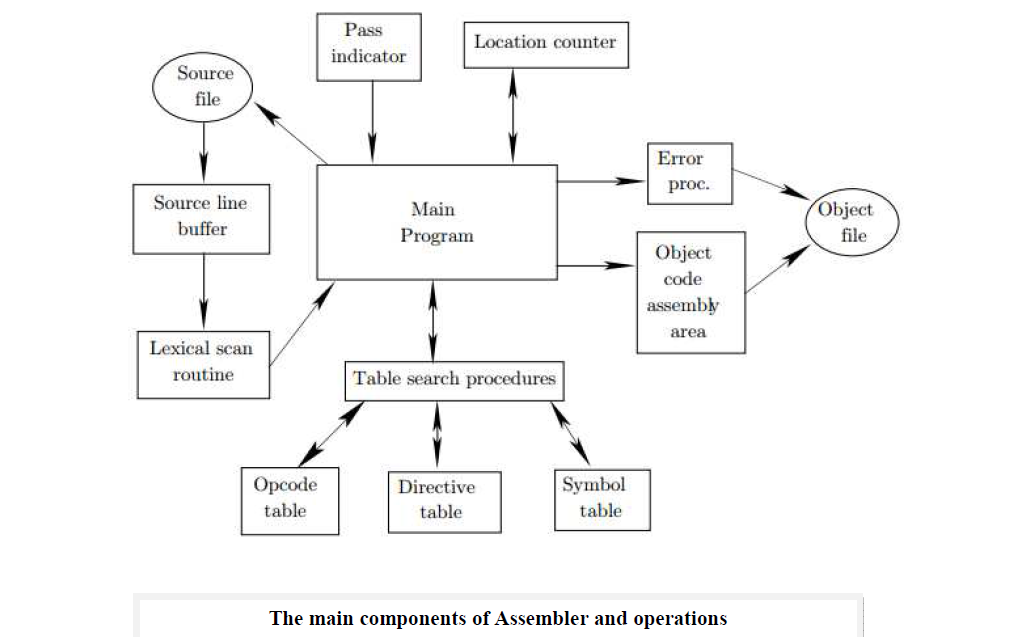 Pass
indicator
Location counter
Source
file
Error
proc.
Source line
buffer
Main
Program
Object
file
Object
code
assembly
area
Lexical scan
routine
Table search procedures
Opcode
table
Directive
table
Symbol
table
The main components of Assembler and operations